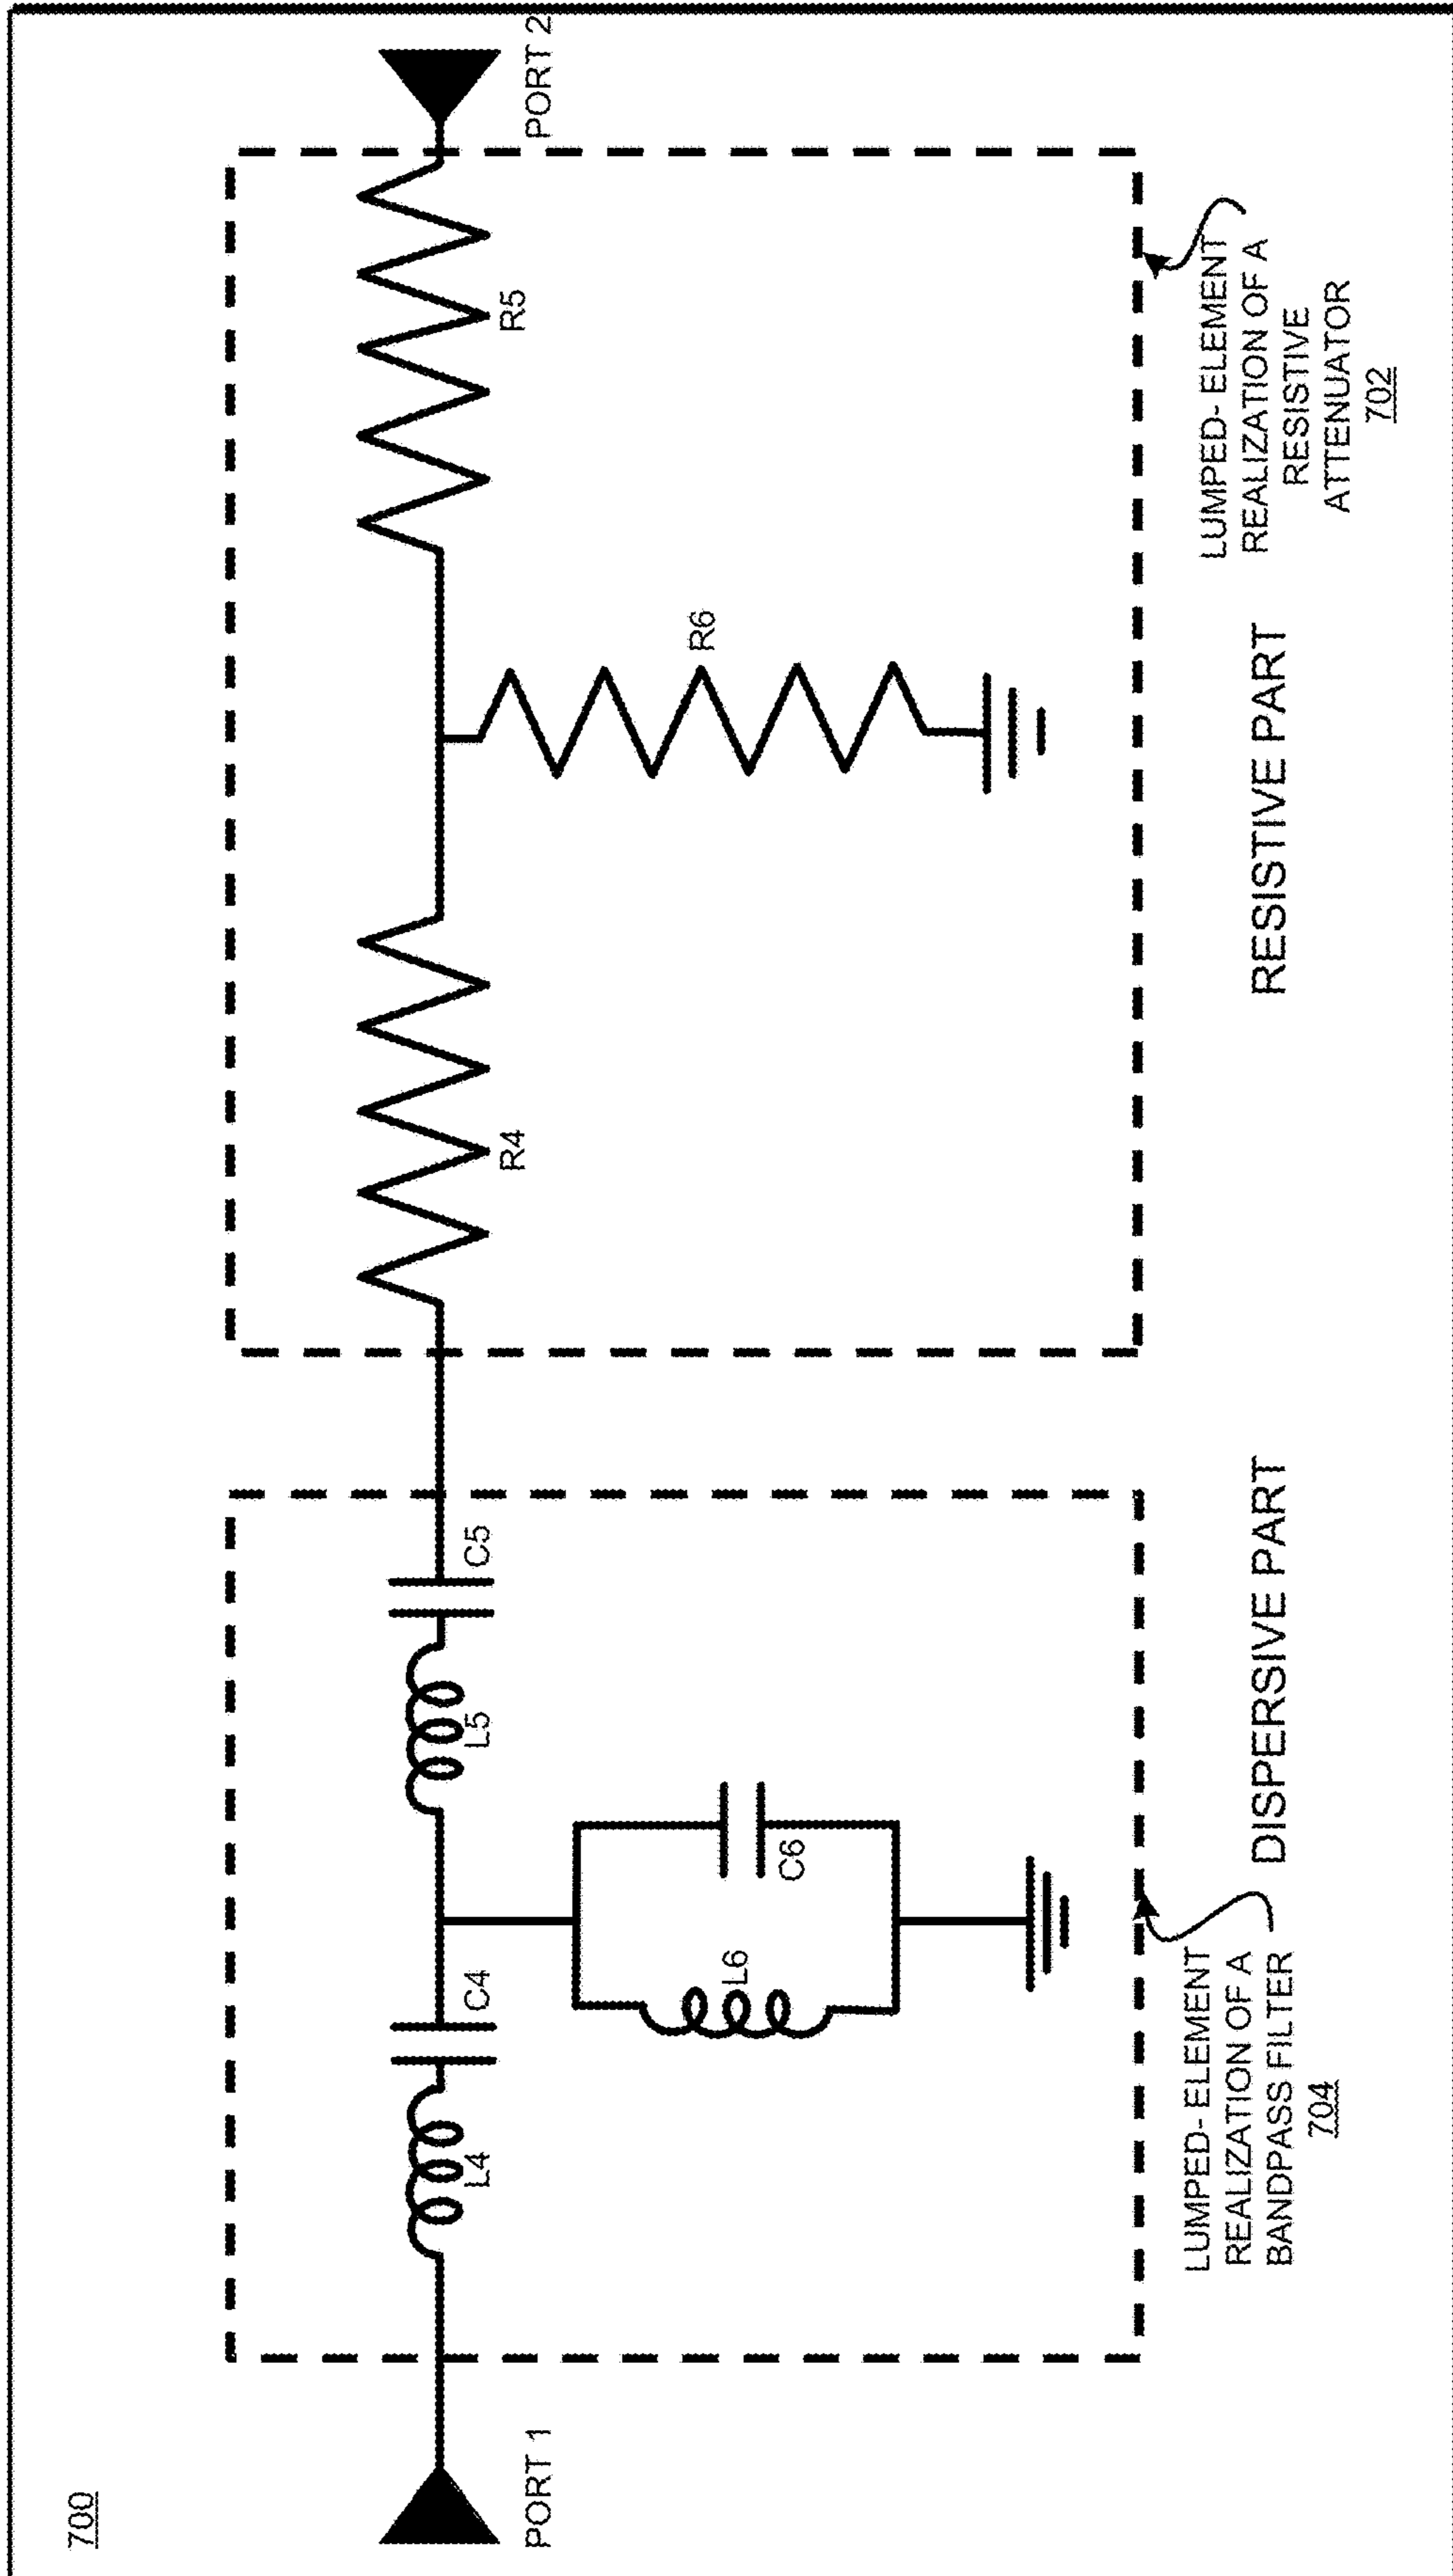 700
PORT 1
L4
C4
L5
C5
L6
C6
R4
R5
R6
PORT 2
LUMPED- ELEMENT
REALIZATION OF A
BANDPASS FILTER
704
DISPERSIVE PART
RESISTIVE PART
LUMPED- ELEMENT
REALIZATION OF A
RESISTIVE
ATTENUATOR
702